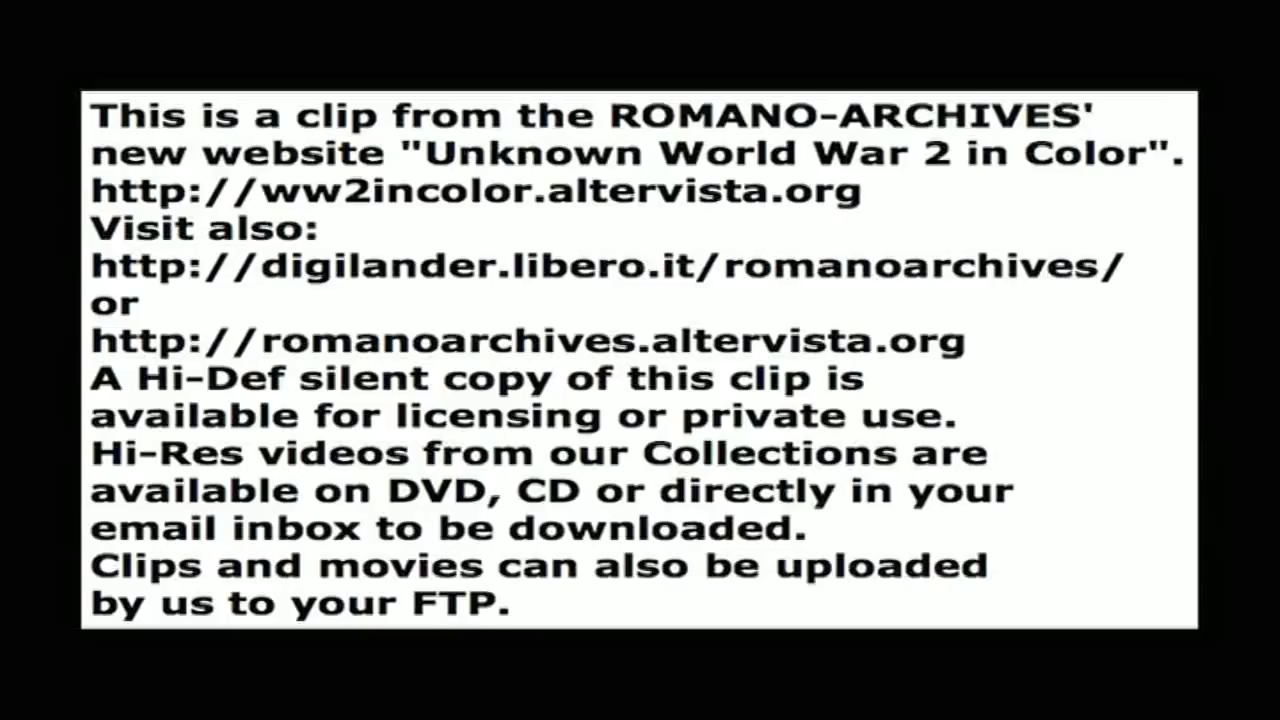 This is a clip from the ROMANO-ARCHIVES'
new website "Unknown World War 2 in Color".
http://ww2incolor.altervista.org
Visit also:
http://digilander.libero.it/romanoarchives/
or
http://romanoarchives.altervista.org
A Hi-Def silent copy of this clip is
available for licensing or private use.
Hi-Res videos from our Collections are
available on DVD, CD or directly in your
email inbox to be downloaded.
Clips and movies can also be uploaded
by us to your FTP.